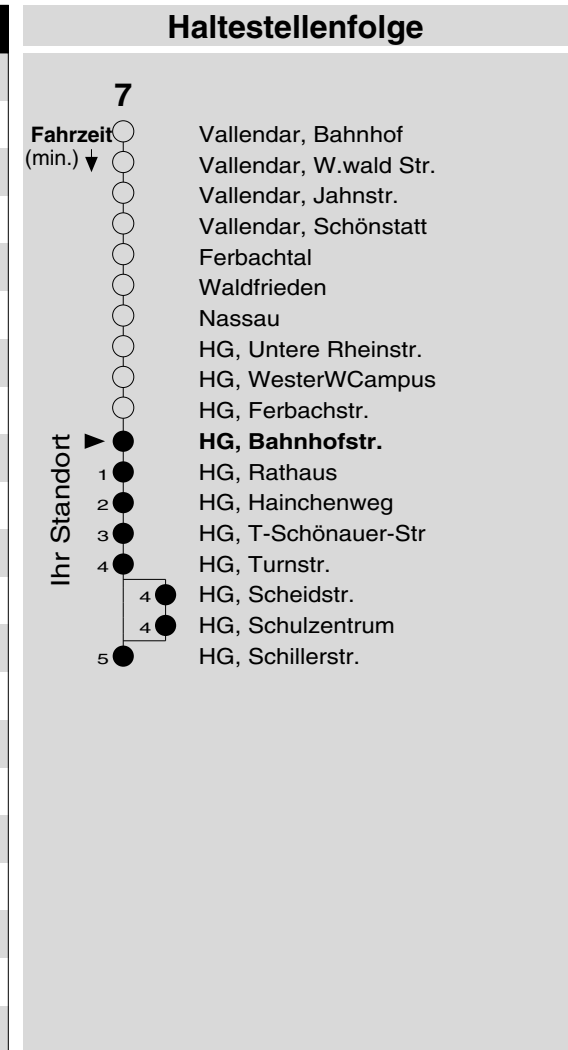 Haltestellenfolge
7
Fahrzeit
(min.)
Vallendar, Bahnhof
Vallendar, W.wald Str.
Vallendar, Jahnstr.
Vallendar, Schönstatt
Ferbachtal
Waldfrieden
Nassau
HG, Untere Rheinstr.
HG, WesterWCampus
HG, Ferbachstr.
Ihr Standort
HG, Bahnhofstr.
1 HG, Rathaus
2 HG, Hainchenweg
3 HG, T-Schönauer-Str
4 HG, Turnstr.
4 HG, Scheidstr.
4 HG, Schulzentrum
5 HG, Schillerstr.